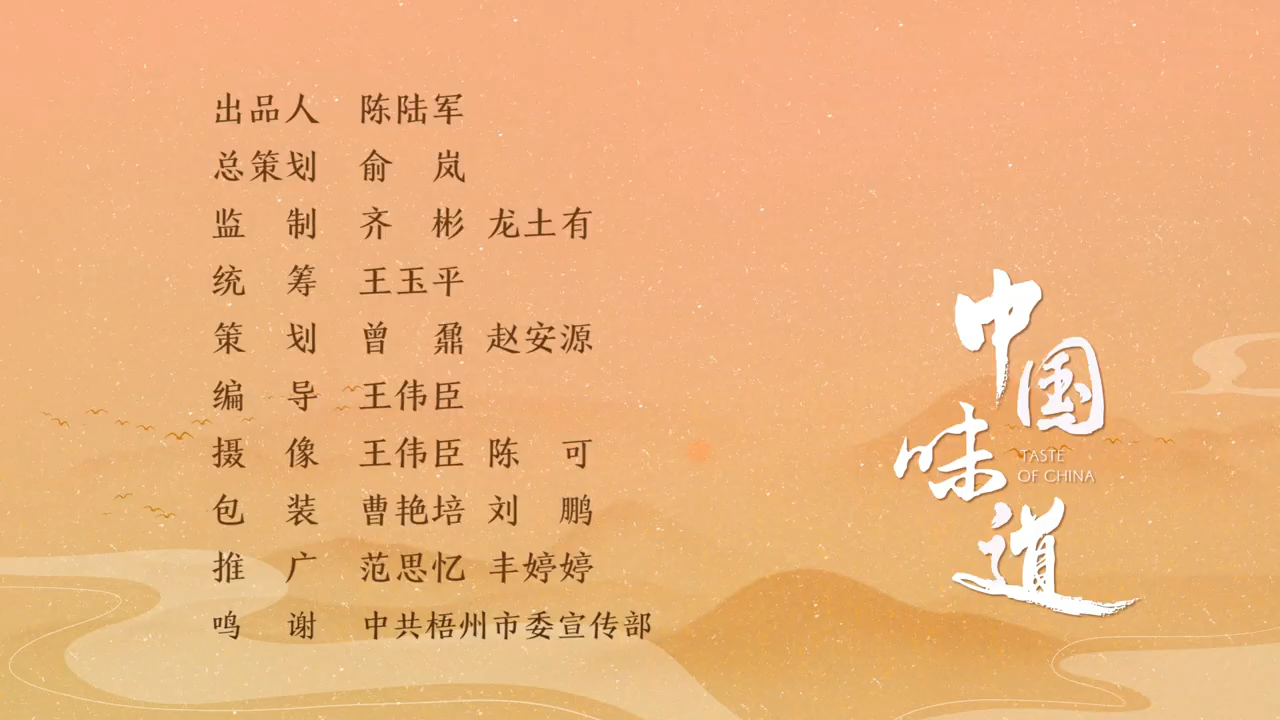 出品人 陈陆军
总策划 俞 岚
监 制 齐 彬 龙土有
统 筹 王玉平
策 划 曾 鼐 赵安源
编 导 王伟臣
摄 像 王伟臣 陈 可
包 装 曹艳培 刘 鹏
推 广 范思忆 丰婷婷
鸣 谢 中共梧州市委宣传部
中国
味道
TASTE
OF CHINA